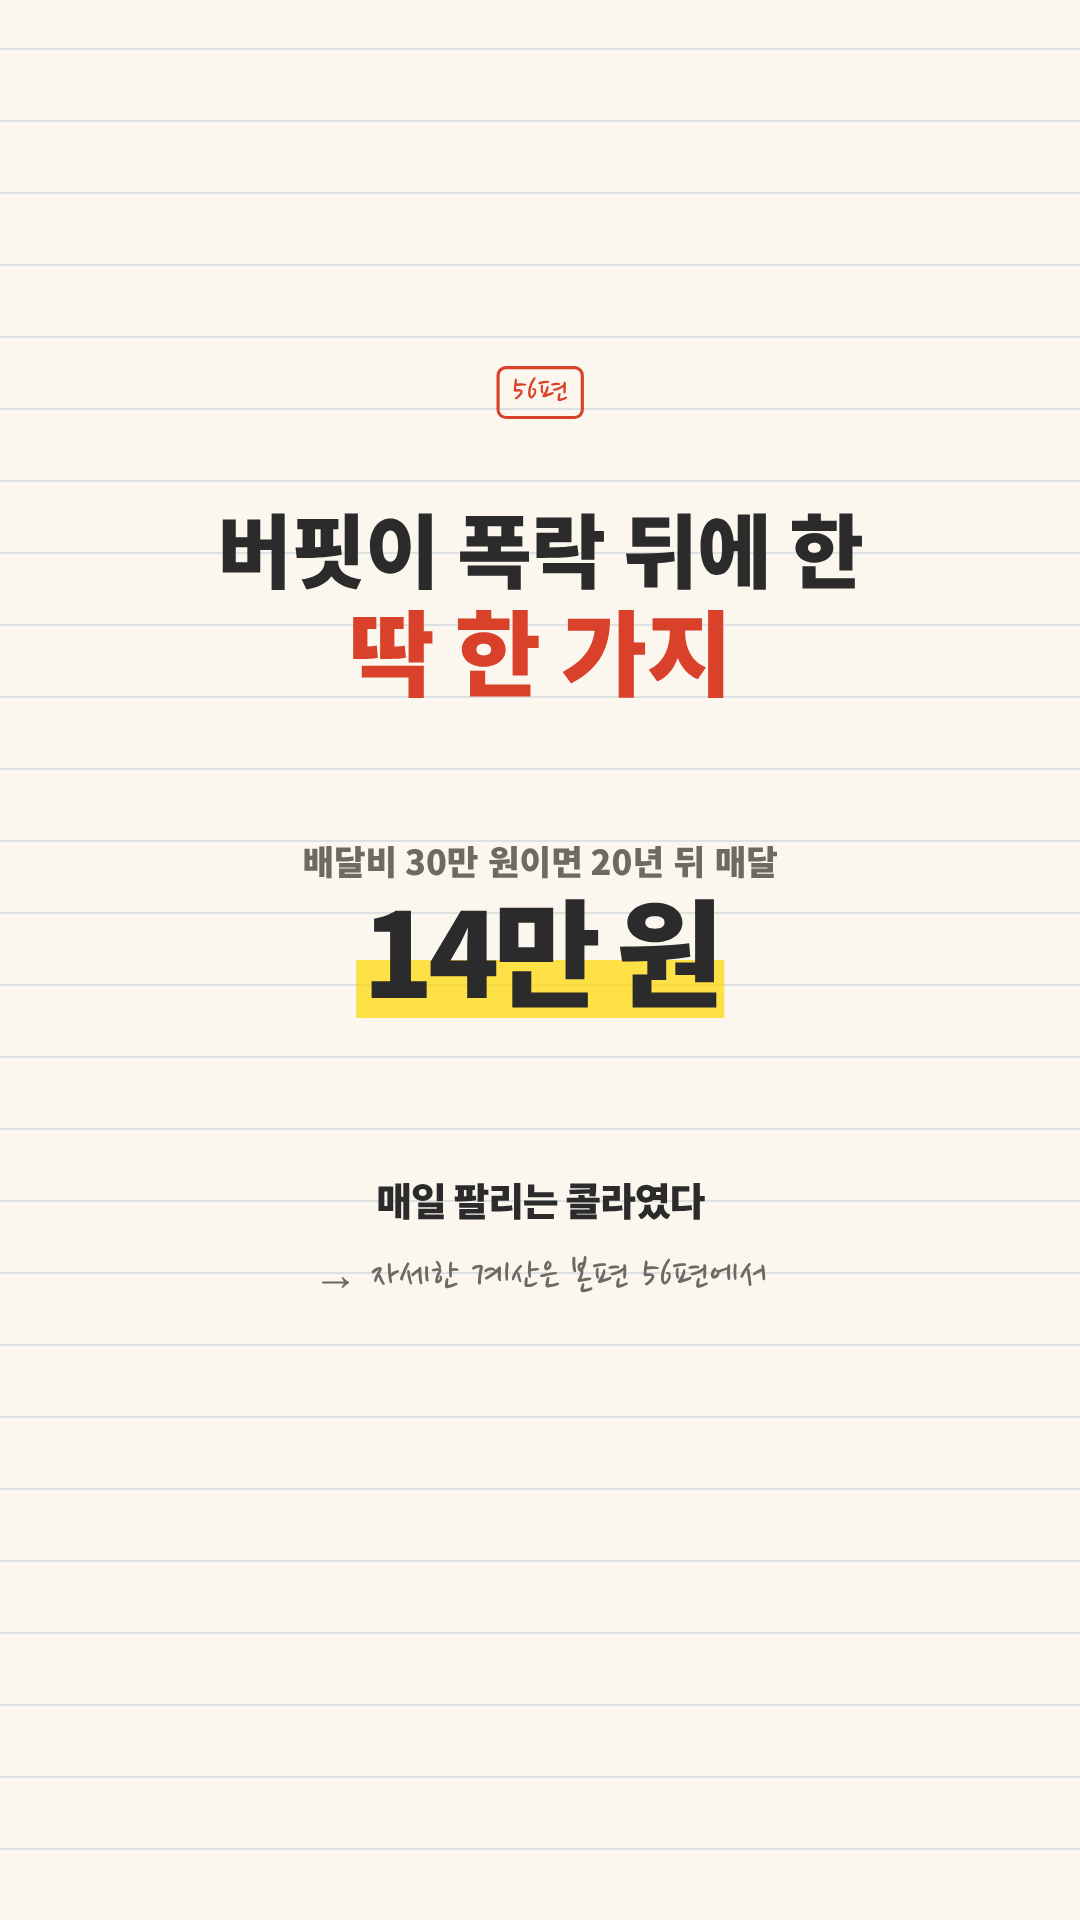 56편
버핏이 폭락 뒤에 한
딱 한 가지
배달비 30만 원이면 20년 뒤 매달
14만 원
매일 팔리는 콜라였다
→ 자세한 계산은 본편 56편에서